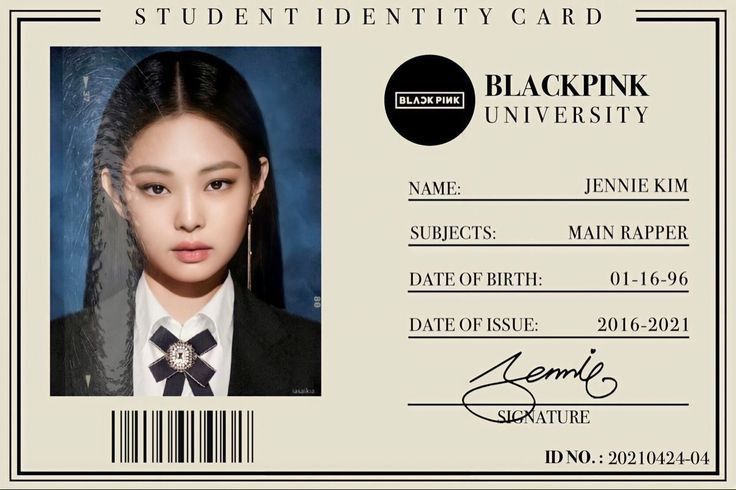 STUDENT IDENTITY CARD
BLACKPINK
BLACKPINK
UNIVERSITY
NAME: JENNIE KIM
SUBJECTS: MAIN RAPPER
DATE OF BIRTH: 01-16-96
DATE OF ISSUE: 2016-2021
Jennie
SIGNATURE
ID NO. : 20210424-04